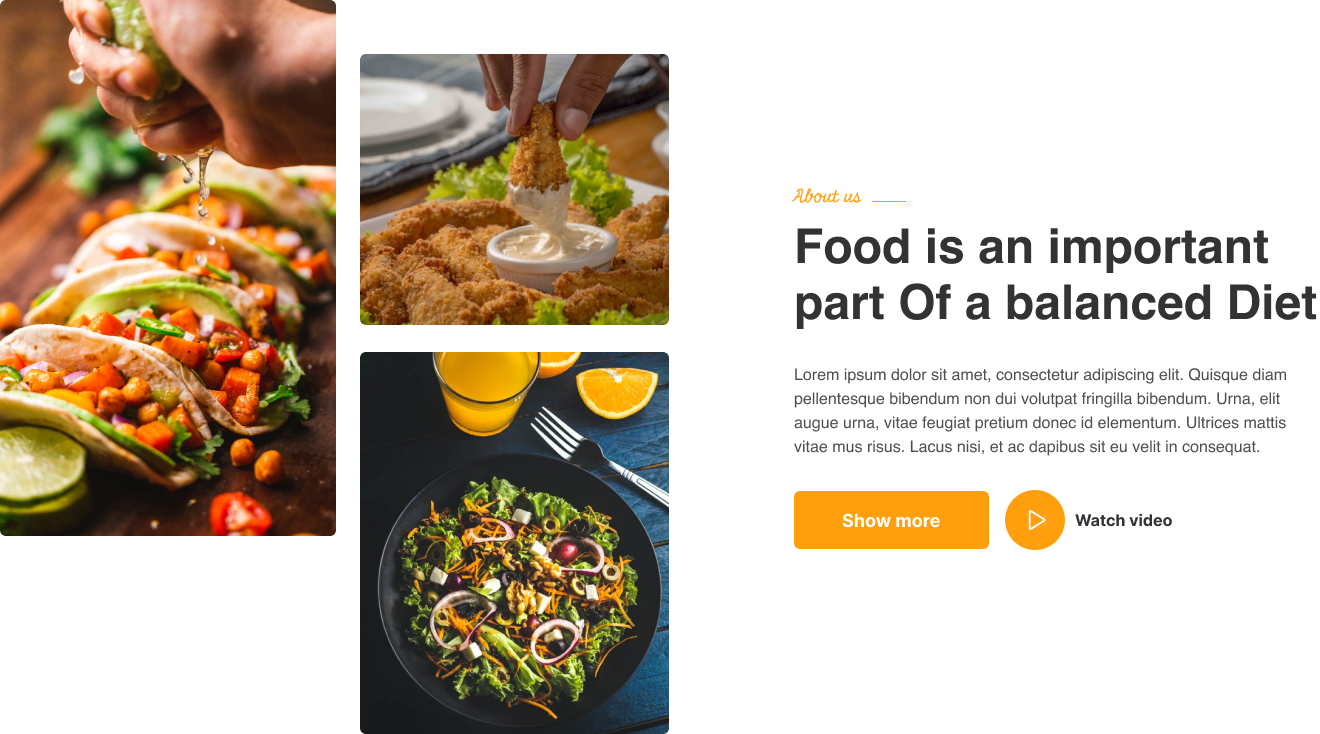 About us
Food is an important
part Of a balanced Diet
Lorem ipsum dolor sit amet, consectetur adipiscing elit. Quisque diam
pellentesque bibendum non dui volutpat fringilla bibendum. Urna, elit
augue urna, vitae feugiat pretium donec id elementum. Ultrices mattis
vitae mus risus. Lacus nisi, et ac dapibus sit eu velit in consequat.
Show more
Watch video